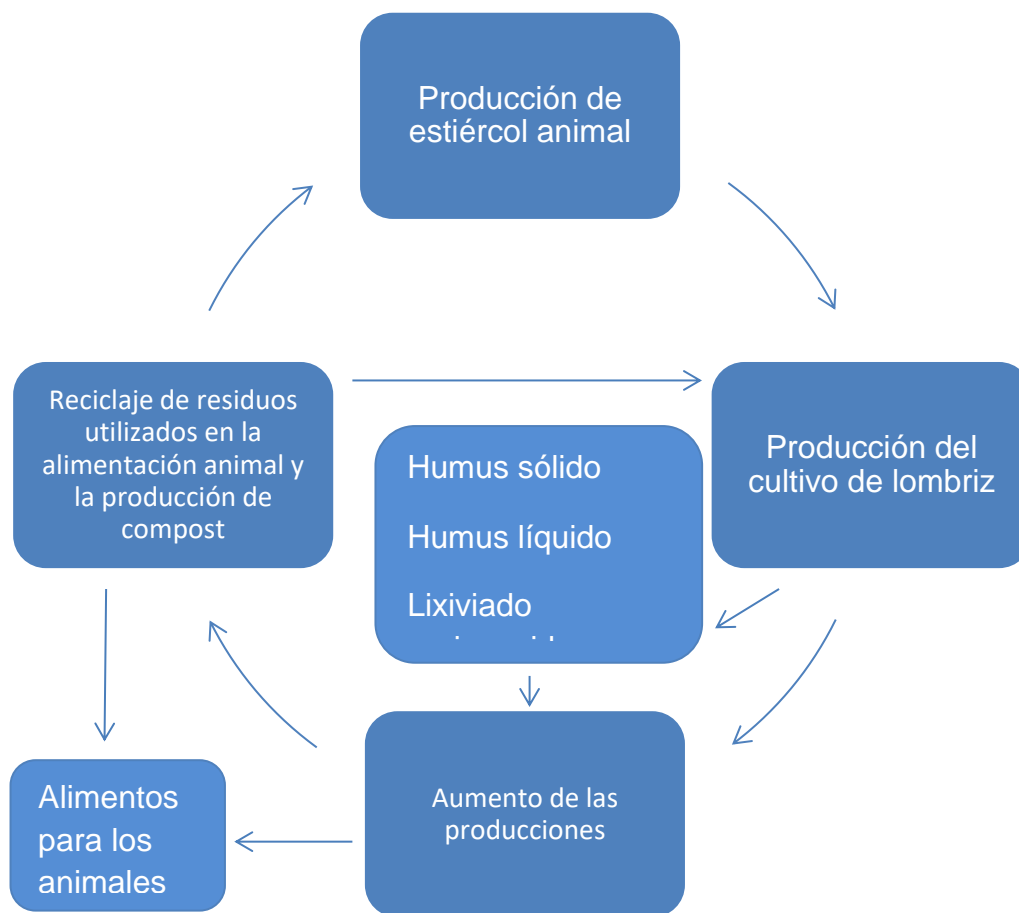 Producción de
estiércol animal
Reciclaje de residuos
utilizados en la
alimentación animal y
la producción de
compost
Humus sólido
Humus líquido
Lixiviado
Producción del
cultivo de lombriz
Alimentos
para los
animales
Aumento de las
producciones